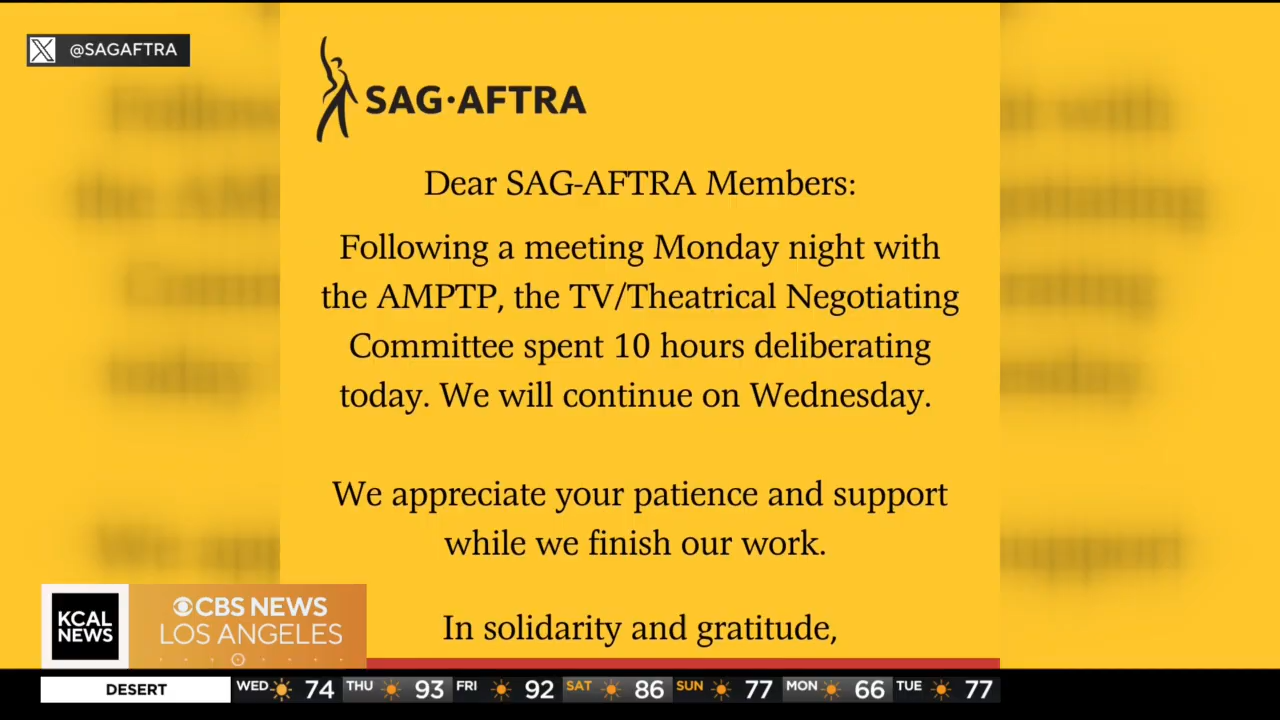 @SAGAFTRA
SAG·AFTRA
Dear SAG-AFTRA Members:
Following a meeting Monday night with
the AMPTP, the TV/Theatrical Negotiating
Committee spent 10 hours deliberating
today. We will continue on Wednesday.
We appreciate your patience and support
while we finish our work.
In solidarity and gratitude,
KCAL
NEWS
CBS NEWS
LOS ANGELES
DESERT WED 74 THU 93 FRI 92 SAT 86 SUN 77 MON 66 TUE 77